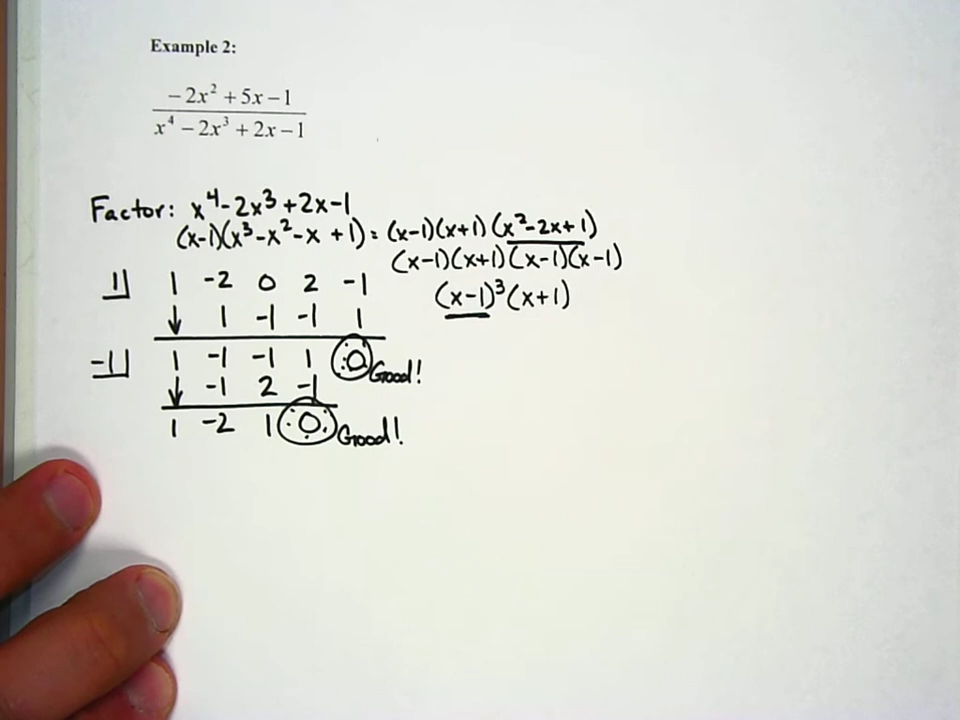 Example 2:
−2x² + 5x − 1
x⁴ − 2x³ + 2x − 1
Factor: x⁴-2x³+2x-1
(x-1)(x³-x²-x+1) = (x-1)(x+1)(x²-2x+1)
(x-1)(x+1)(x-1)(x-1)
(x-1)³(x+1)
1 1 -2 0 2 -1
↓ 1 -1 -1 1
-1 1 -1 -1 1 0 Good!
↓ -1 2 -1
1 -2 1 0 Good!